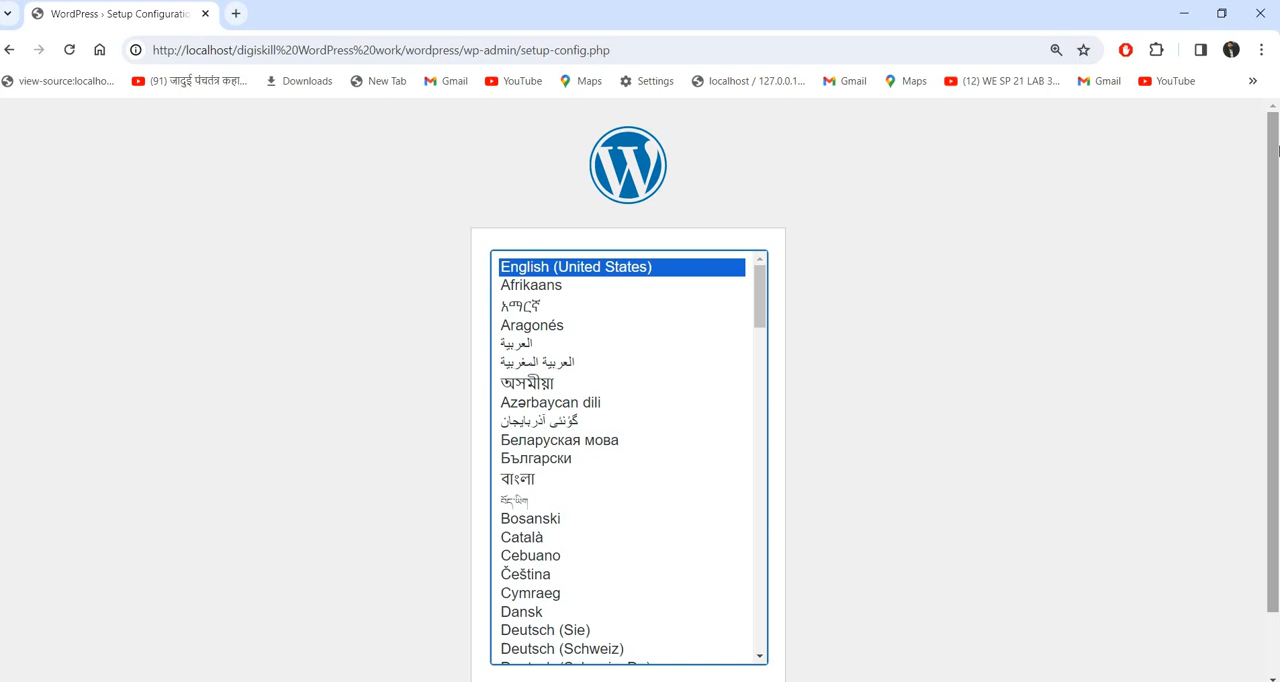 WordPress › Setup Configuratio
http://localhost/digiskill%20WordPress%20work/wordpress/wp-admin/setup-config.php
view-source:localho... (91) जादुई पंचतंत्र कहा... Downloads New Tab Gmail YouTube Maps Settings localhost / 127.0.0.1... Gmail Maps (12) WE SP 21 LAB 3... Gmail YouTube »
W
English (United States)
Afrikaans
አማርኛ
Aragonés
العربية
العربية المغربية
অসমীয়া
Azərbaycan dili
گؤنئی آذربایجان
Беларуская мова
Български
বাংলা
བོད་ཡིག
Bosanski
Català
Cebuano
Čeština
Cymraeg
Dansk
Deutsch (Sie)
Deutsch (Schweiz)